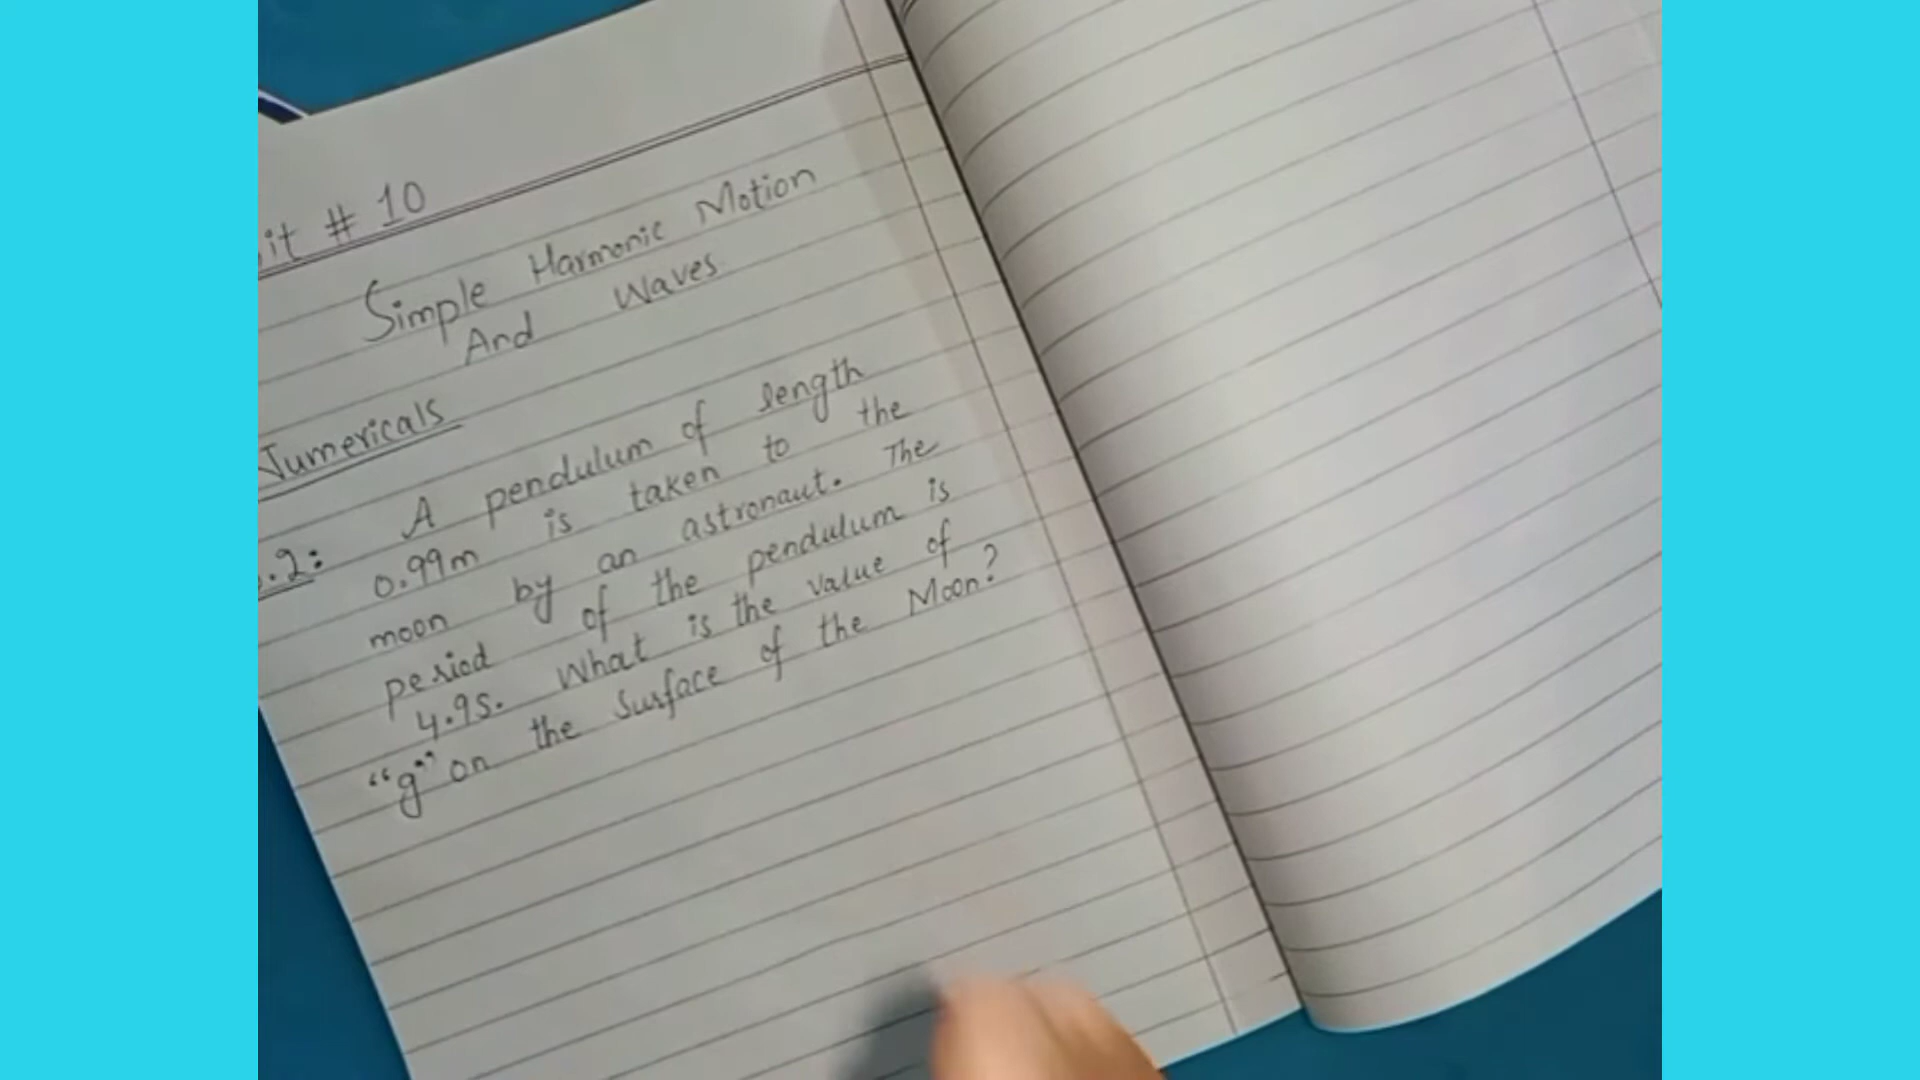 it # 10
Simple Harmonic Motion
And Waves
Numericals
.2: A pendulum of length
0.99m is taken to the
moon by an astronaut. The
period of the pendulum is
4.9s. What is the value of
"g" on the surface of the Moon?